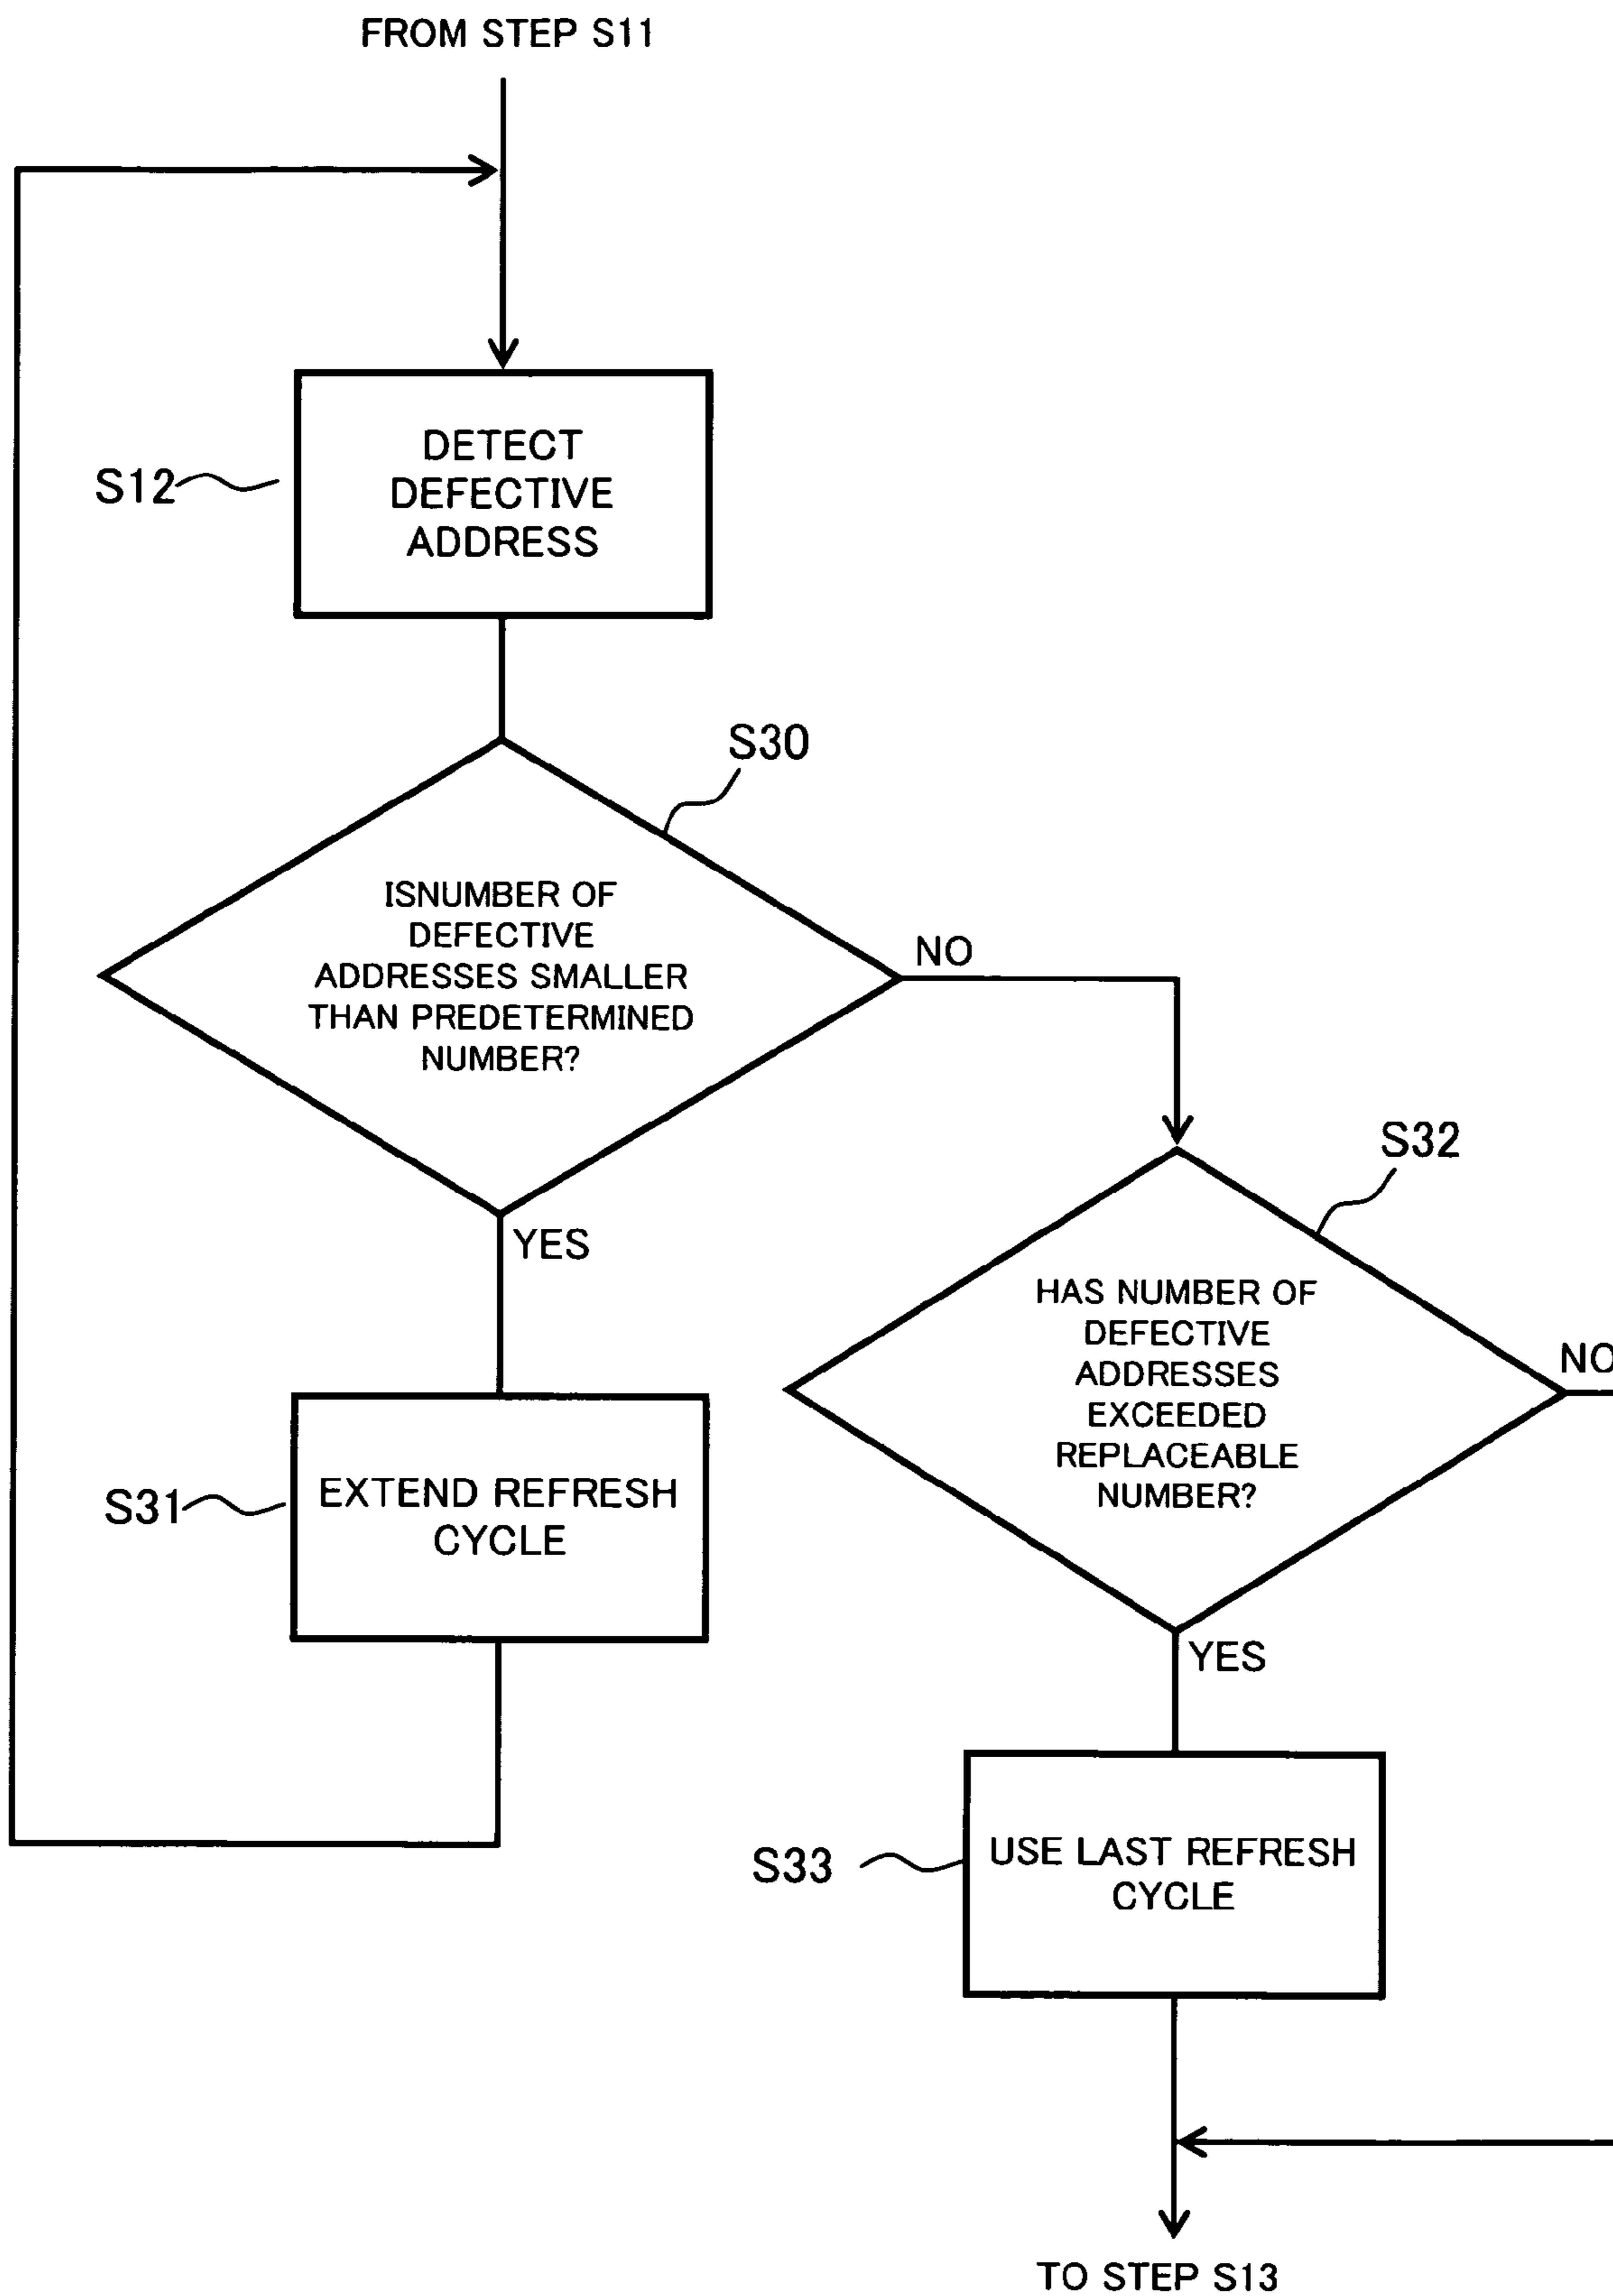 FROM STEP S11
S12
DETECT
DEFECTIVE
ADDRESS
S30
ISNUMBER OF
DEFECTIVE
ADDRESSES SMALLER
THAN PREDETERMINED
NUMBER?
NO
YES
S32
HAS NUMBER OF
DEFECTIVE
ADDRESSES
EXCEEDED
REPLACEABLE
NUMBER?
NO
YES
S31
EXTEND REFRESH
CYCLE
S33
USE LAST REFRESH
CYCLE
TO STEP S13